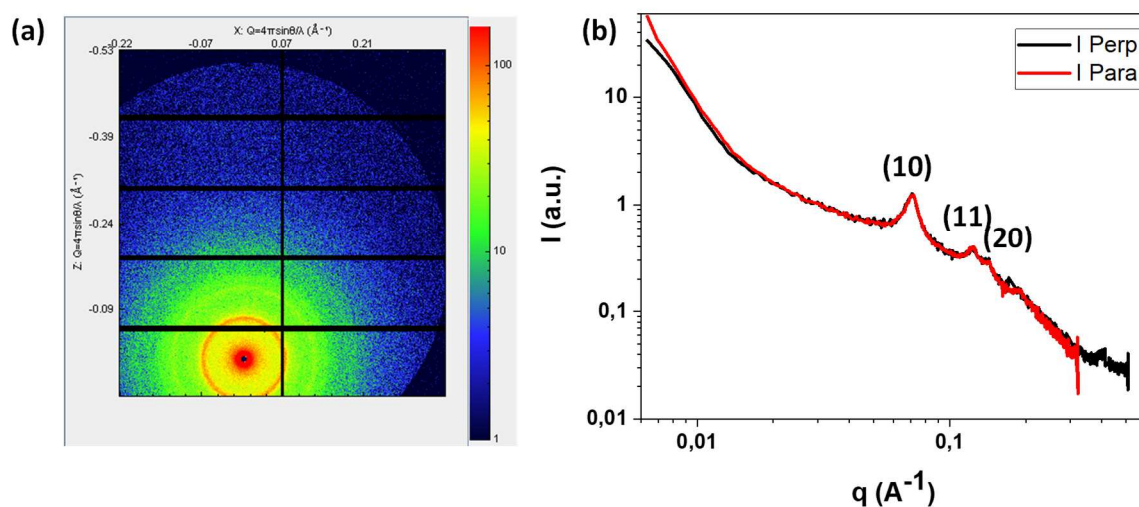 (a)
X: Q=4πsinθ/λ (Å⁻¹)
-0.22 -0.07 0.07 0.21
-0.53
-0.39
-0.24
-0.09
Z: Q=4πsinθ/λ (Å⁻¹)
100
10
1
(b)
I Perp
I Para
10
1
0,1
0,01
I (a.u.)
(10)
(11)
(20)
0,01 0,1
q (A⁻¹)